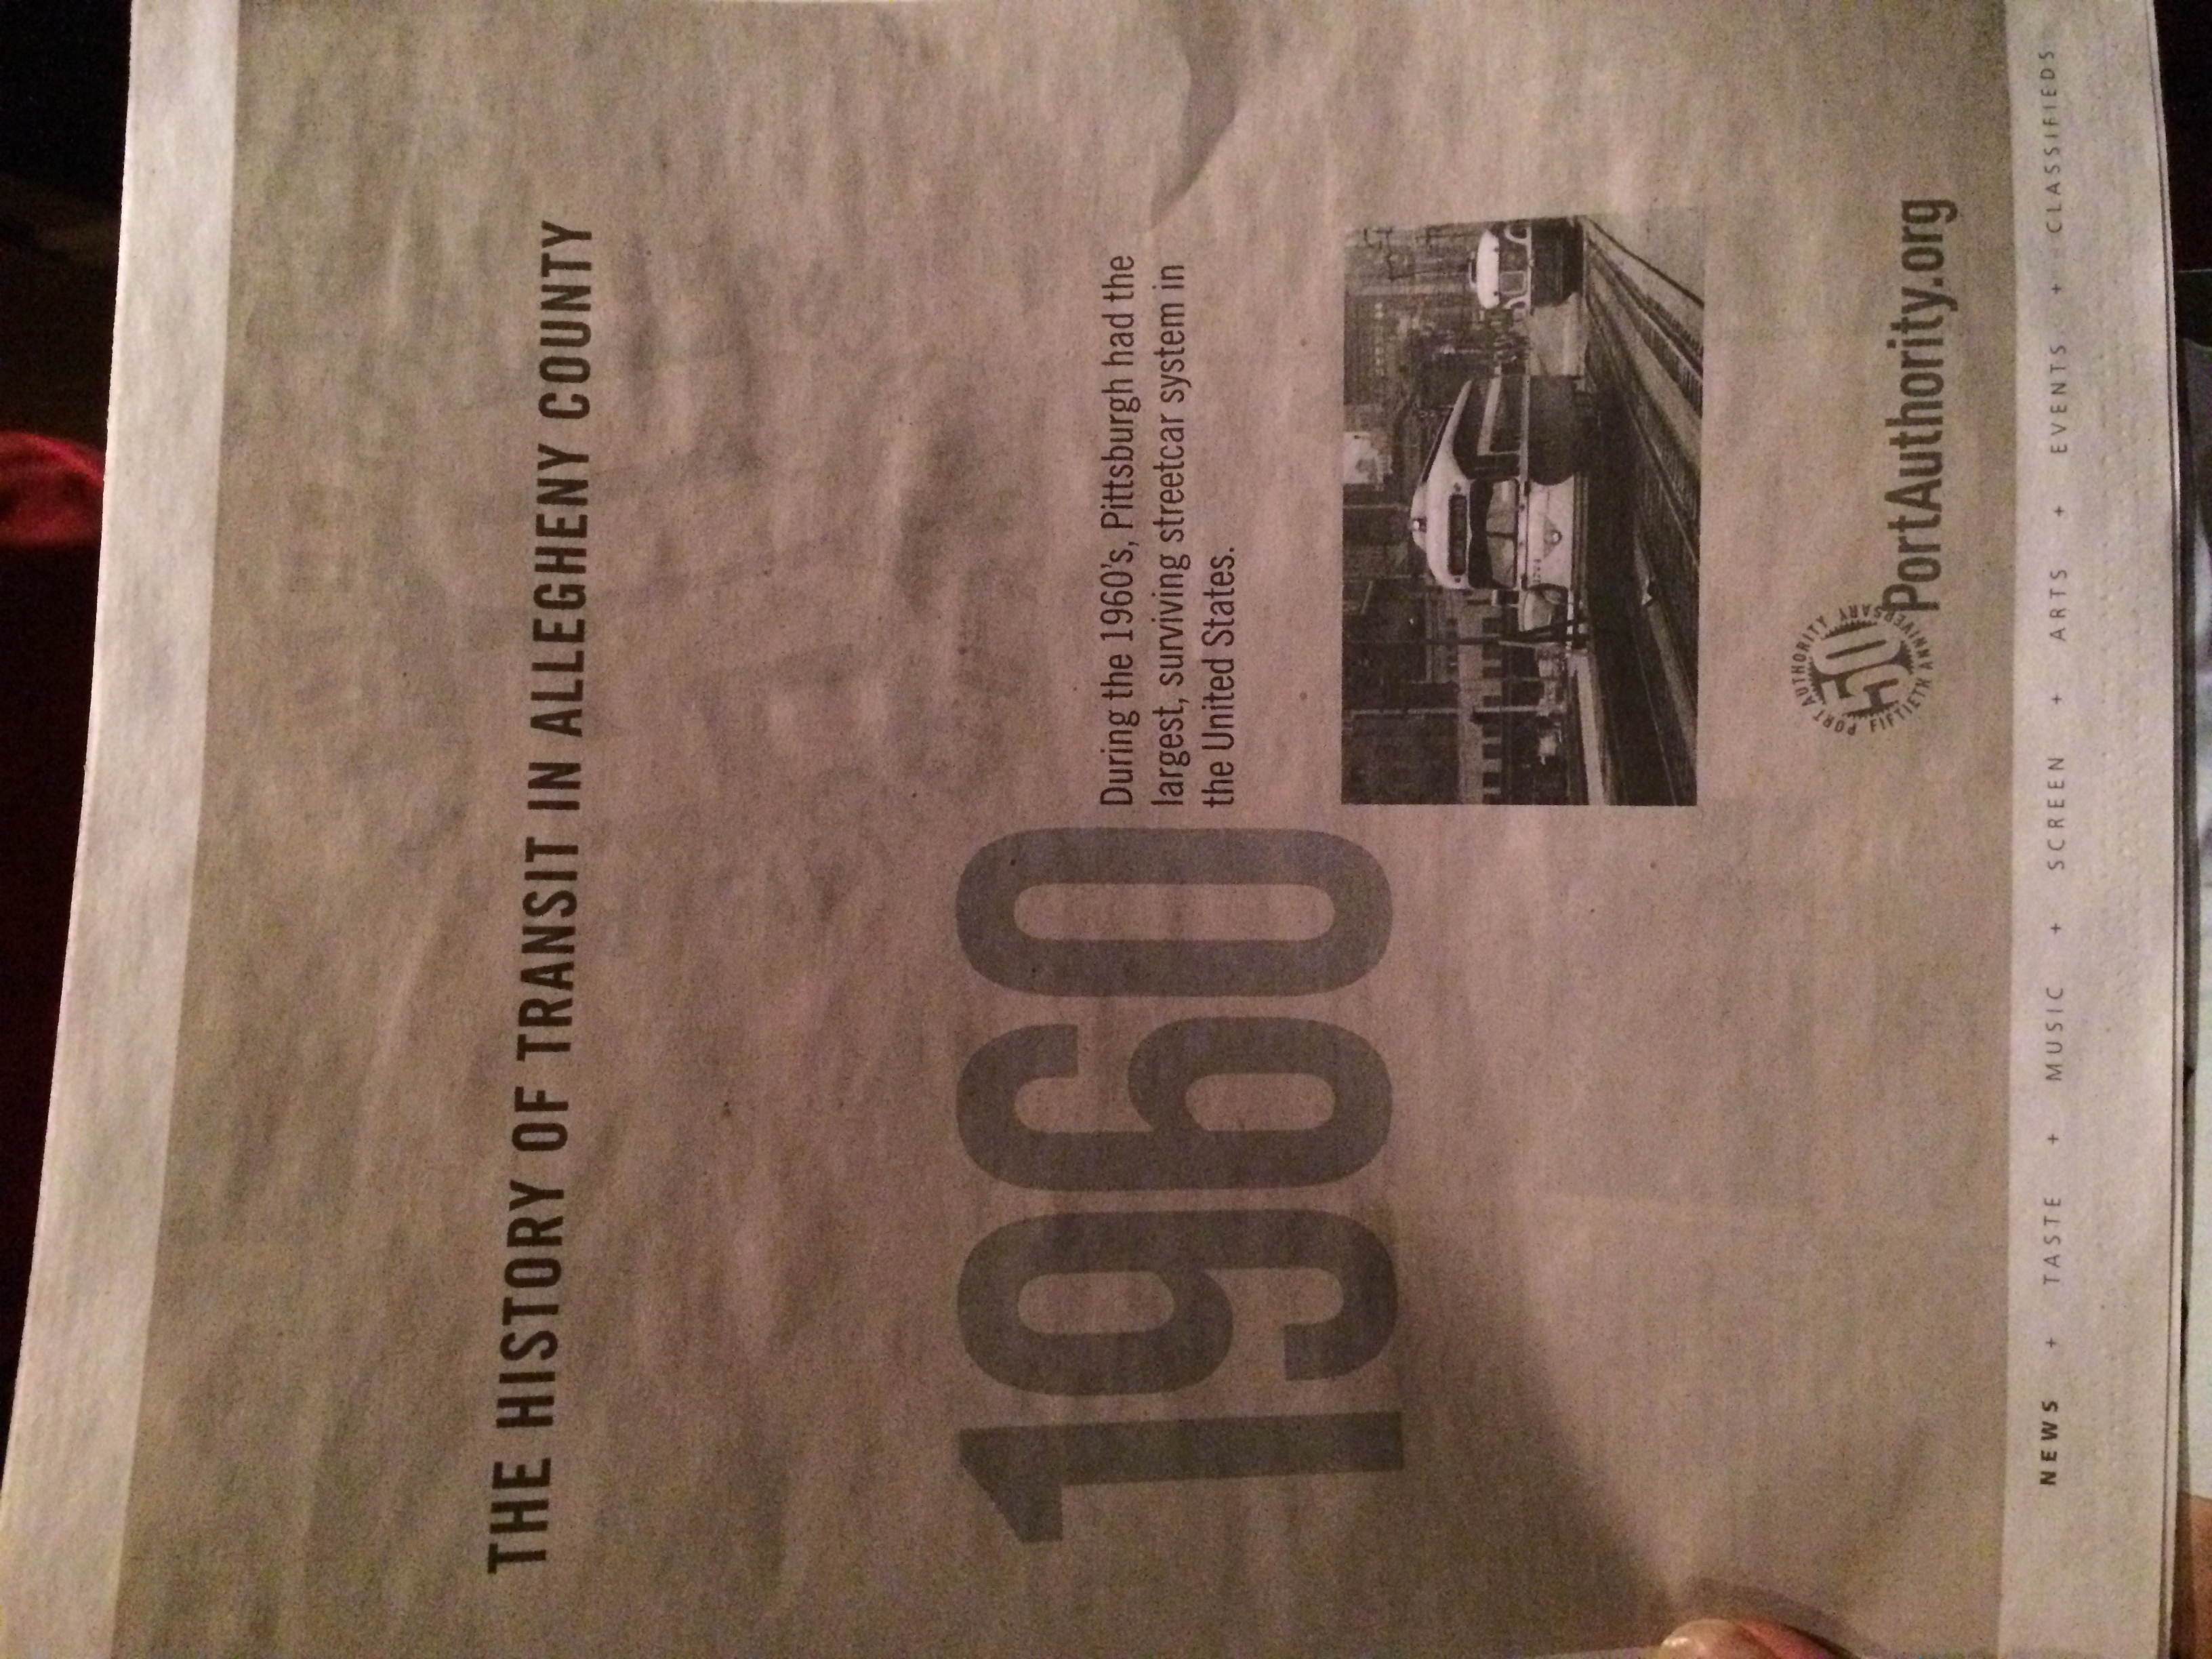 THE HISTORY OF TRANSIT IN ALLEGHENY COUNTY
1960
During the 1960's, Pittsburgh had the
largest, surviving streetcar system in
the United States.
PORT AUTHORITY
50
FIFTIETH ANNIVERSARY
PortAuthority.org
NEWS + TASTE + MUSIC + SCREEN + ARTS + EVENTS + CLASSIFIEDS